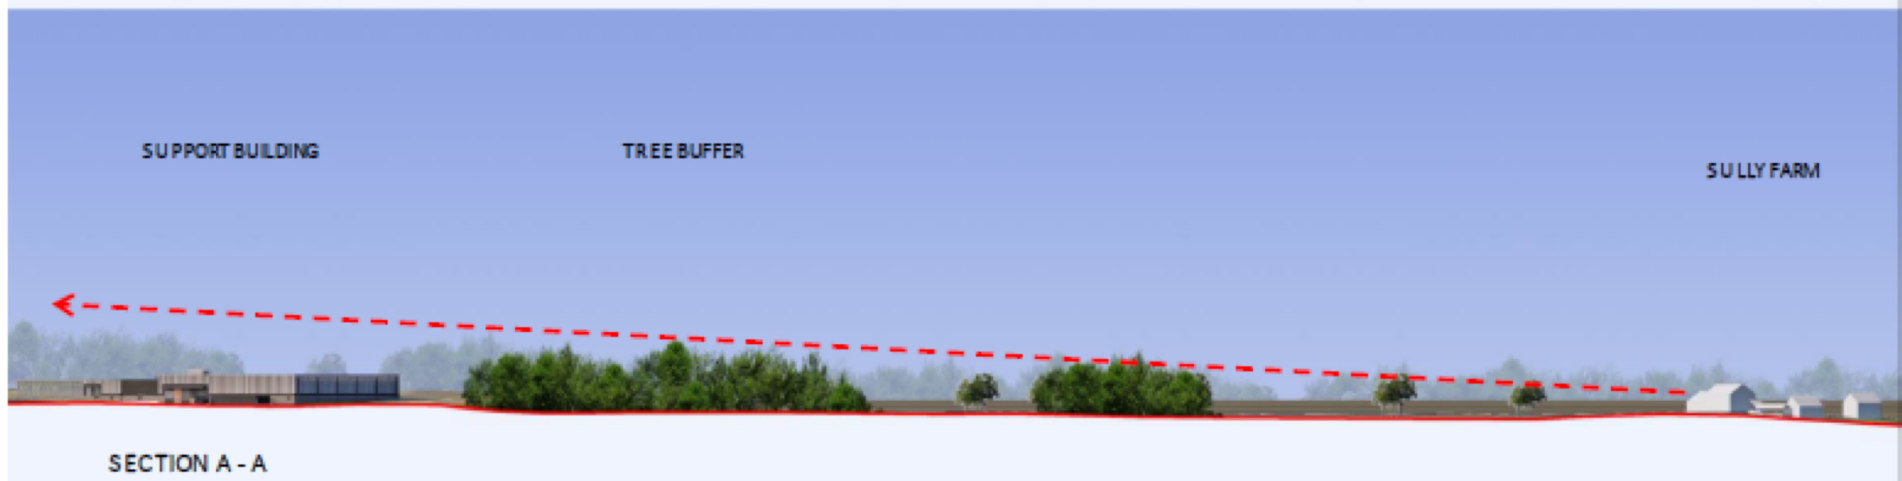 SUPPORT BUILDING
TREE BUFFER
SULLY FARM
SECTION A - A